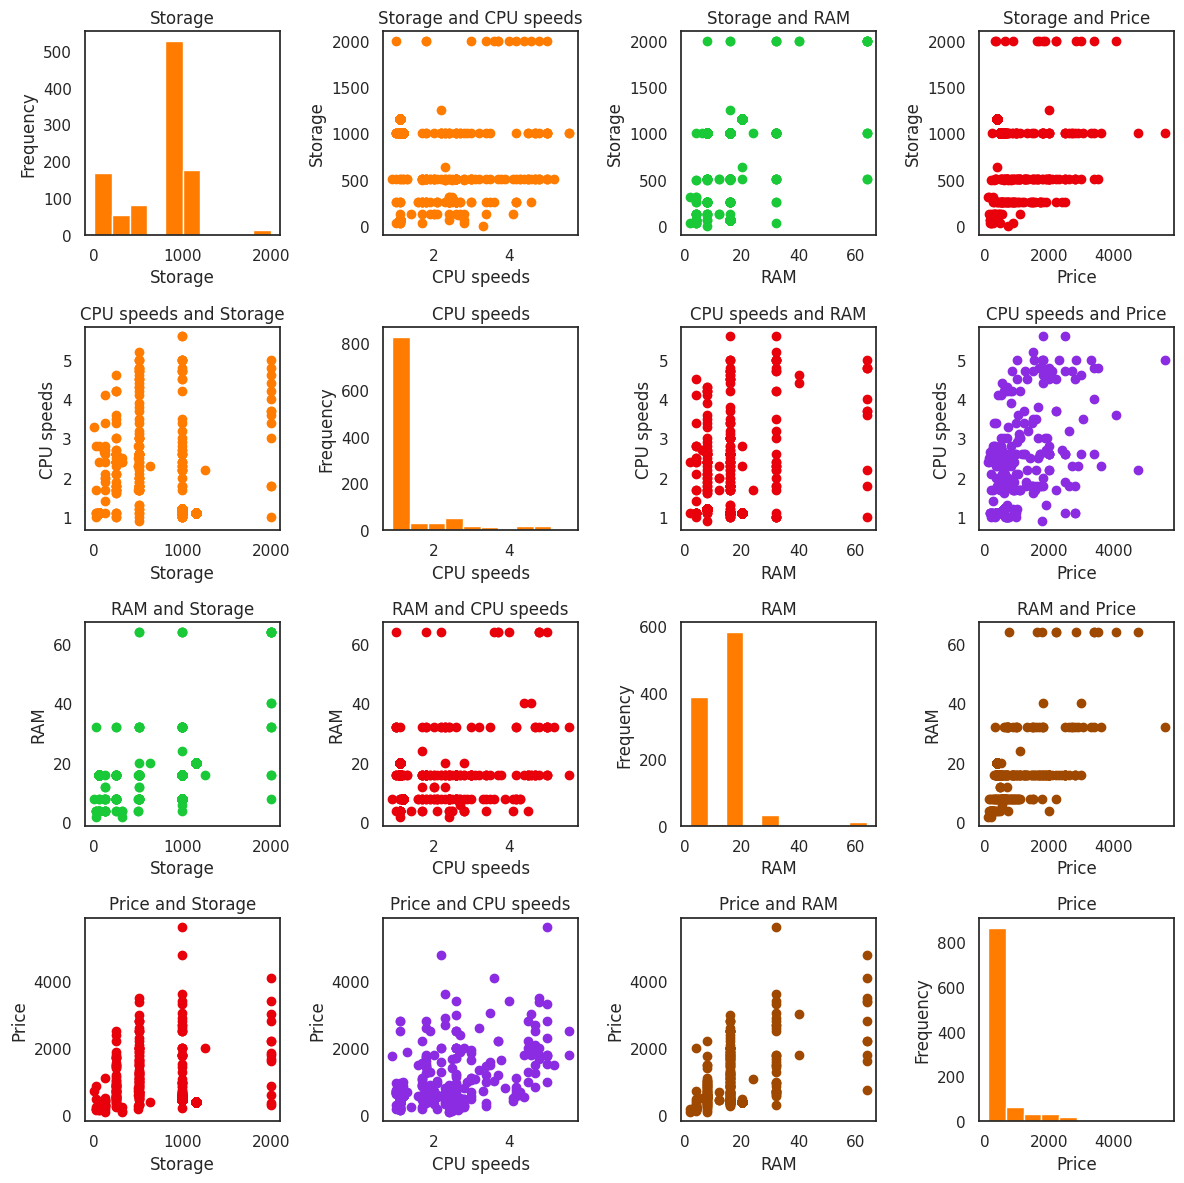 Storage Storage and CPU speeds Storage and RAM Storage and Price
500 2000 2000 2000
400 1500 1500 1500
300 1000 1000 1000
200 500 500 500
100 0 0 0
0
Frequency Storage Storage Storage
0 1000 2000 2 4 0 20 40 60 0 2000 4000
Storage CPU speeds RAM Price
CPU speeds and Storage CPU speeds CPU speeds and RAM CPU speeds and Price
5 800 5 5
4 600 4 4
3 400 3 3
2 200 2 2
1 0 1 1
CPU speeds Frequency CPU speeds CPU speeds
0 1000 2000 2 4 0 20 40 60 0 2000 4000
Storage CPU speeds RAM Price
RAM and Storage RAM and CPU speeds RAM RAM and Price
60 60 600 60
40 40 400 40
20 20 200 20
0 0 0 0
RAM RAM Frequency RAM
0 1000 2000 2 4 0 20 40 60 0 2000 4000
Storage CPU speeds RAM Price
Price and Storage Price and CPU speeds Price and RAM Price
4000 4000 4000 800
2000 2000 2000 600
0 0 0 400
200
0
Price Price Price Frequency
0 1000 2000 2 4 0 20 40 60 0 2000 4000
Storage CPU speeds RAM Price